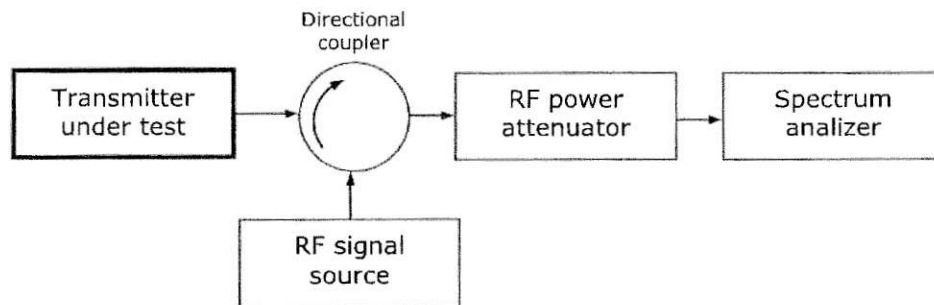 Directional
coupler
Transmitter
under test
RF power
attenuator
Spectrum
analizer
RF signal
source